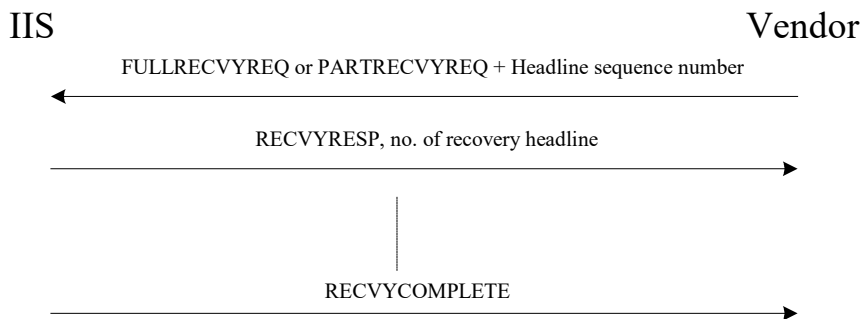 IIS Vendor
FULLRECVYREQ or PARTRECVYREQ + Headline sequence number
RECVYRESP, no. of recovery headline
RECVYCOMPLETE